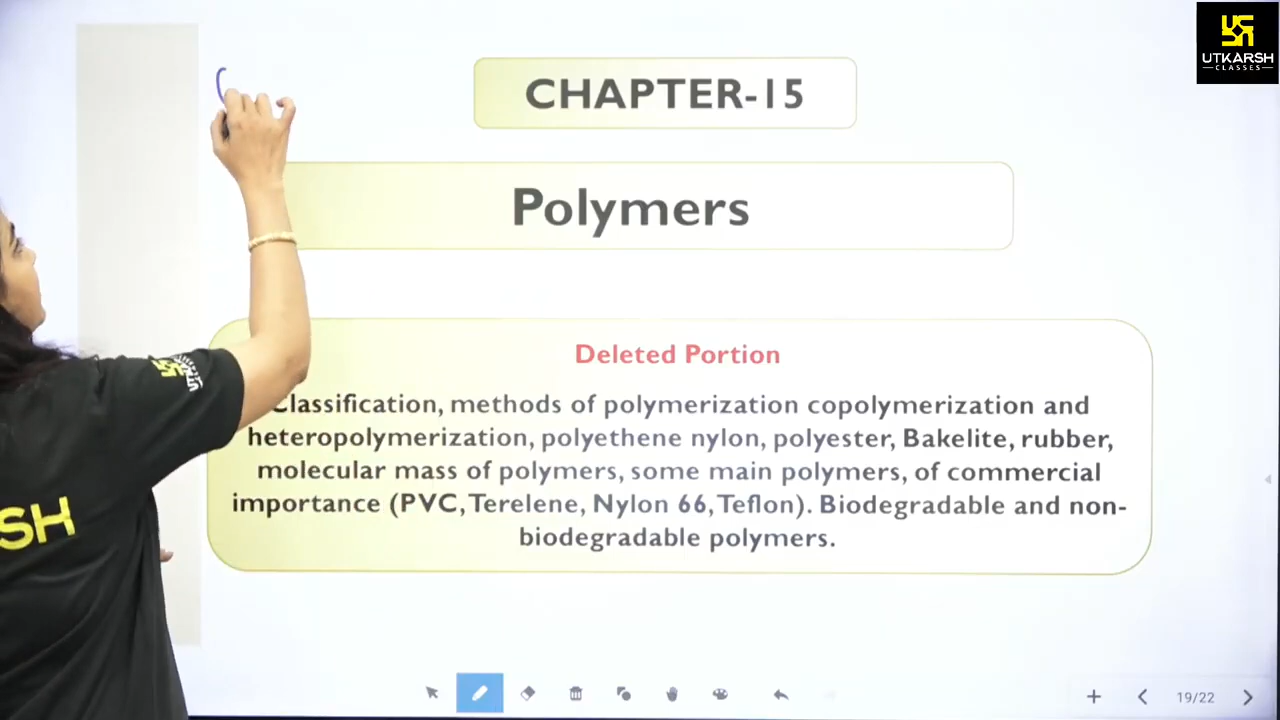 UTKARSH
CLASSES
CHAPTER-15
Polymers
Deleted Portion
Classification, methods of polymerization copolymerization and
heteropolymerization, polyethene nylon, polyester, Bakelite, rubber,
molecular mass of polymers, some main polymers, of commercial
importance (PVC, Terelene, Nylon 66, Teflon). Biodegradable and non-
biodegradable polymers.
SH
19/22